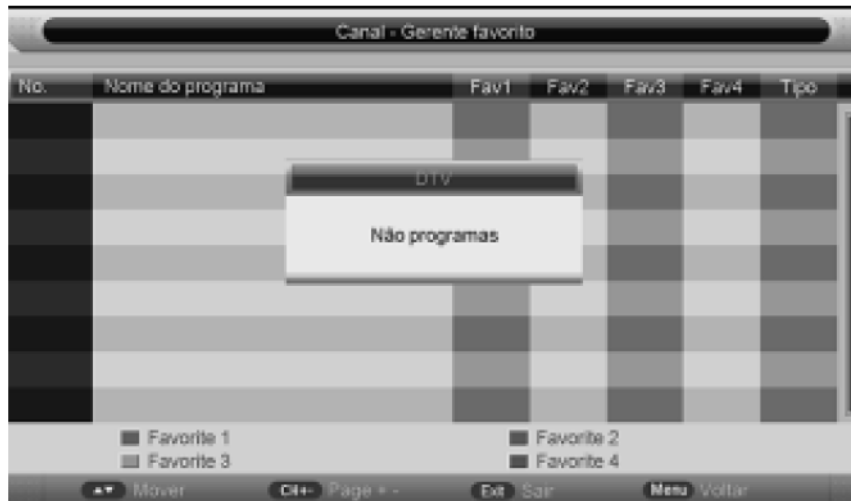 Canal - Gerente favorito
No. Nome do programa Fav1 Fav2 Fav3 Fav4 Tipo
DTV
Não programas
Favorite 1 Favorite 2
Favorite 3 Favorite 4
▲▼ Mover CH+- Page + - Exit Sair Menu Voltar